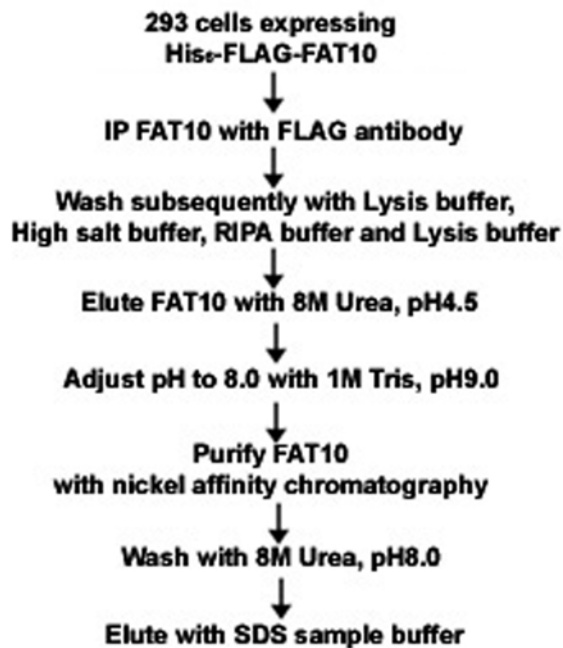 293 cells expressing
His₆-FLAG-FAT10
IP FAT10 with FLAG antibody
Wash subsequently with Lysis buffer,
High salt buffer, RIPA buffer and Lysis buffer
Elute FAT10 with 8M Urea, pH4.5
Adjust pH to 8.0 with 1M Tris, pH9.0
Purify FAT10
with nickel affinity chromatography
Wash with 8M Urea, pH8.0
Elute with SDS sample buffer